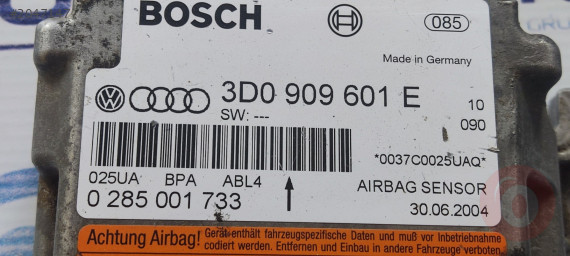 BOSCH
085
Made in Germany
3D0 909 601 E
10
SW: ---
090
*0037C0025UAQ*
025UA BPA ABL4
AIRBAG SENSOR
0 285 001 733
30.06.2004
Achtung Airbag! Gerät enthält fahrzeugspezifische Daten und muß vor Inbetriebnahme
codiert werden. Entfernen und Einbau in andere Fahrzeuge verboten.